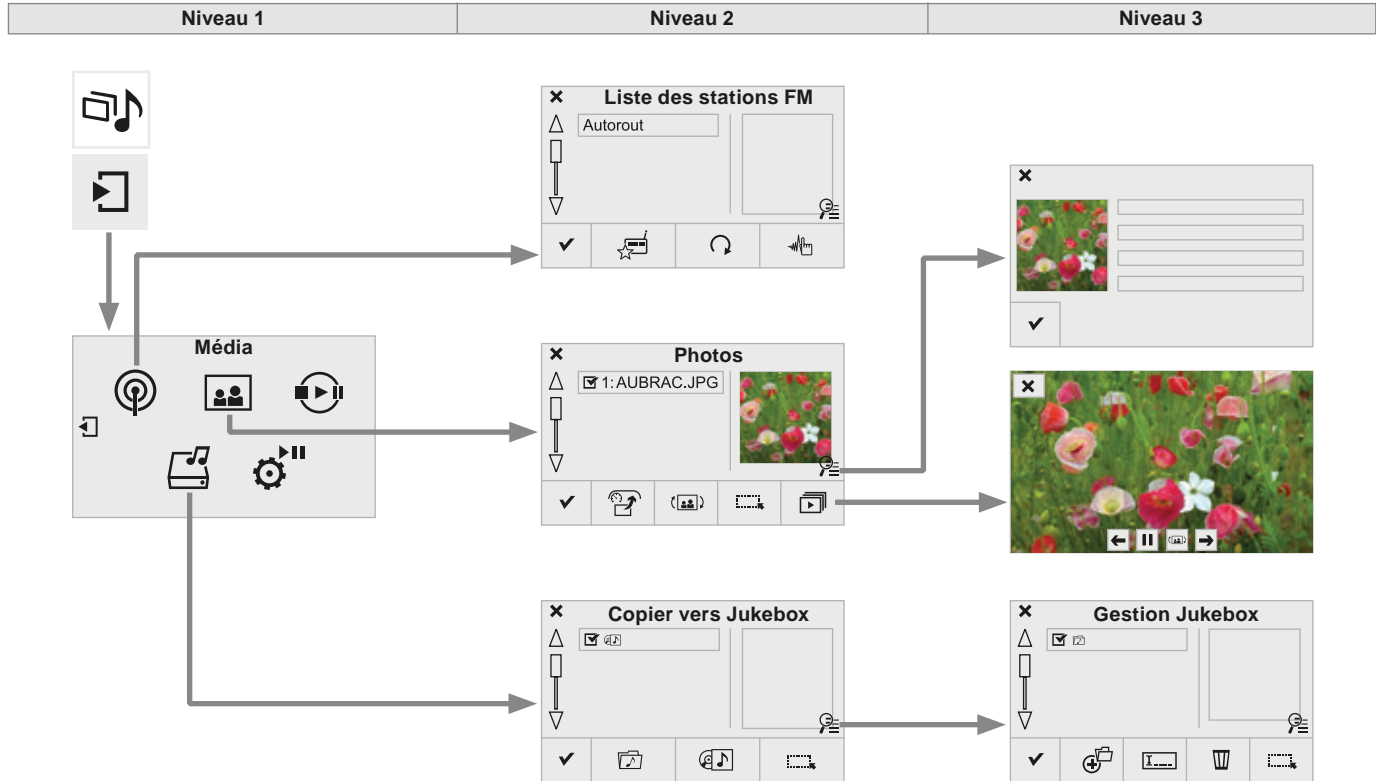 Niveau 1
Niveau 2
Niveau 3
Liste des stations FM
Autorout
Média
Photos
1: AUBRAC.JPG
Copier vers Jukebox
Gestion Jukebox